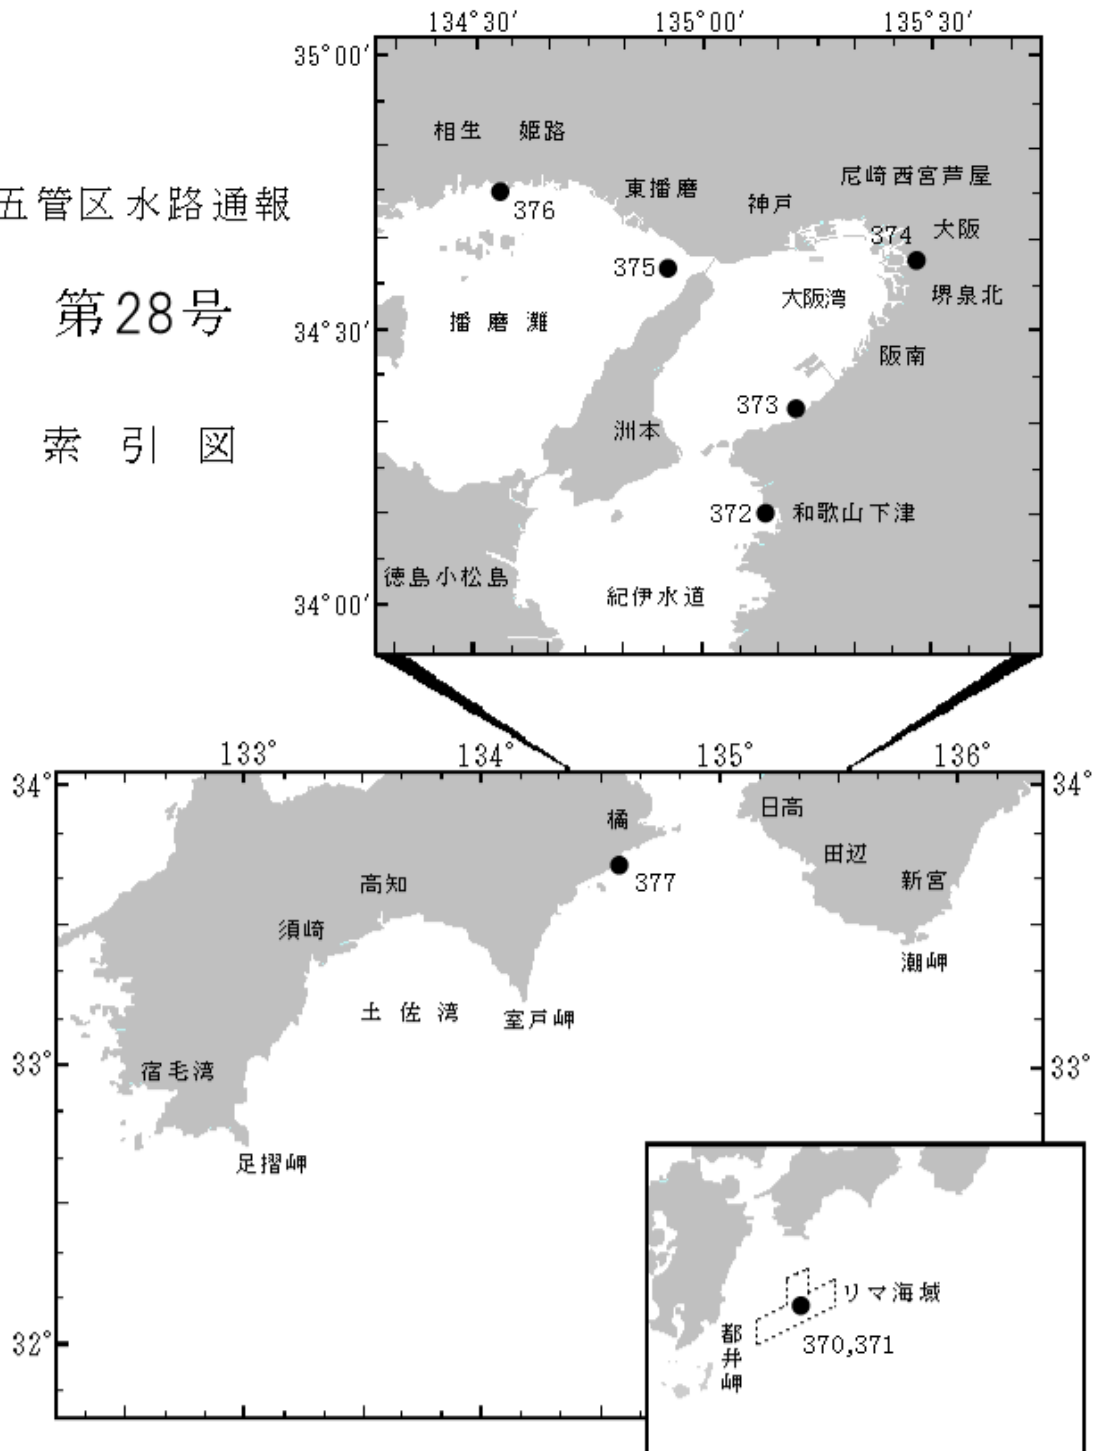 五管区水路通報
第28号
索引図
134°30′ 135°00′ 135°30′
35°00′
相生 姫路
東播磨
尼崎西宮芦屋
神戸
376
374 大阪
375
大阪湾
堺泉北
播磨灘
34°30′
阪南
373
洲本
372 和歌山下津
徳島小松島
紀伊水道
34°00′
133° 134° 135° 136°
34° 34°
橘
日高
田辺
377
高知
新宮
須崎
潮岬
土佐湾
室戸岬
33° 33°
宿毛湾
足摺岬
リマ海域
都井岬
370,371
32°